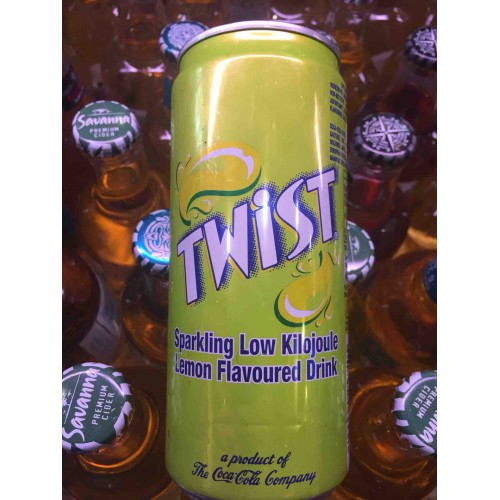 TWiST
Sparkling Low Kilojoule
Lemon Flavoured Drink
a product of
The Coca-Cola Company
Savanna
PREMIUM
CIDER
Savanna
PREMIUM
CIDER
PREMIUM
CIDER